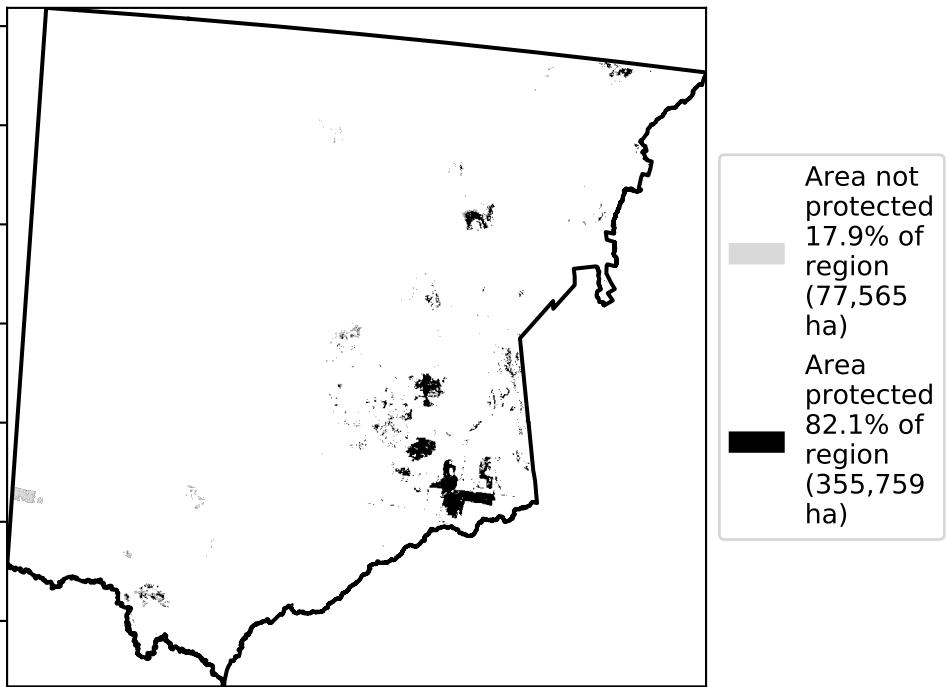 Area not
protected
17.9% of
region
(77,565
ha)
Area
protected
82.1% of
region
(355,759
ha)